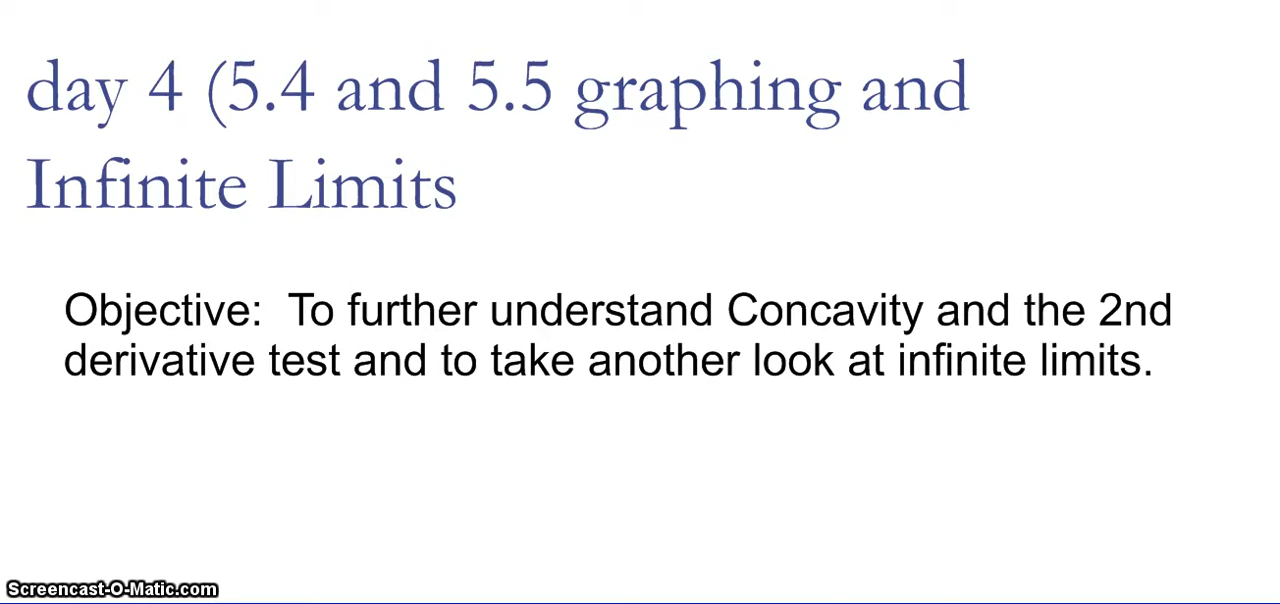 day 4 (5.4 and 5.5 graphing and
Infinite Limits
Objective:  To further understand Concavity and the 2nd
derivative test and to take another look at infinite limits.
Screencast-O-Matic.com